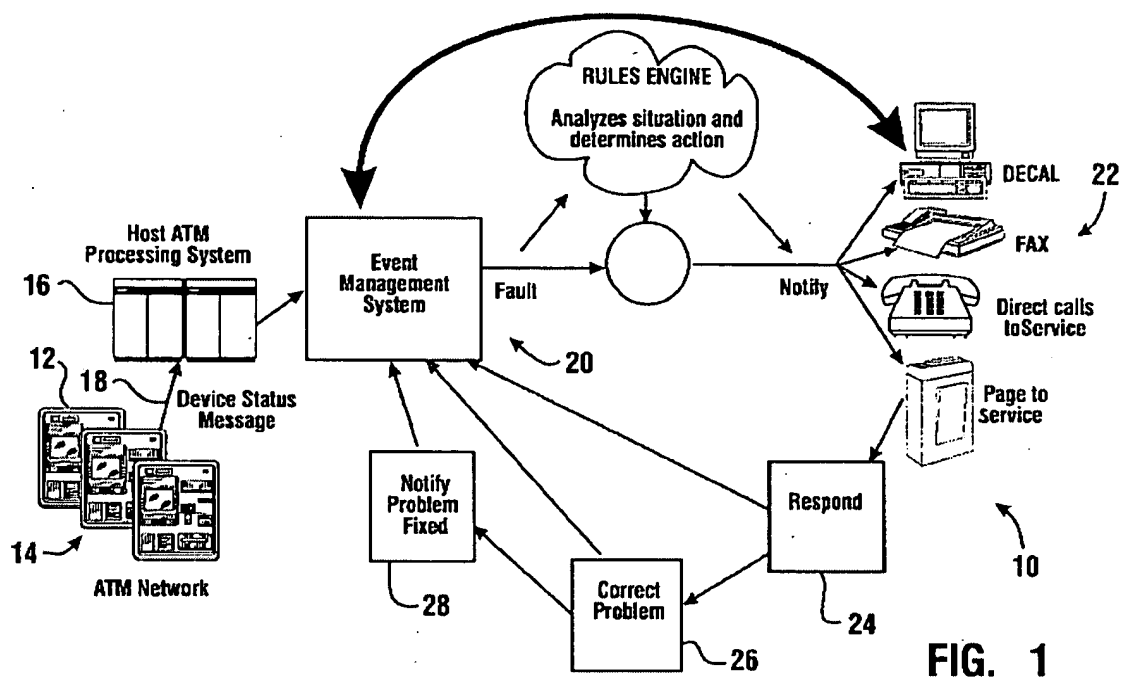 RULES ENGINE
Analyzes situation and
determines action
DECAL
22
FAX
Host ATM
Processing System
16
Event
Management
System
Fault
Notify
Direct calls
toService
20
12
18
Device Status
Message
Page to
Service
Notify
Problem
Fixed
Respond
14
10
ATM Network
28
Correct
Problem
24
26
FIG. 1